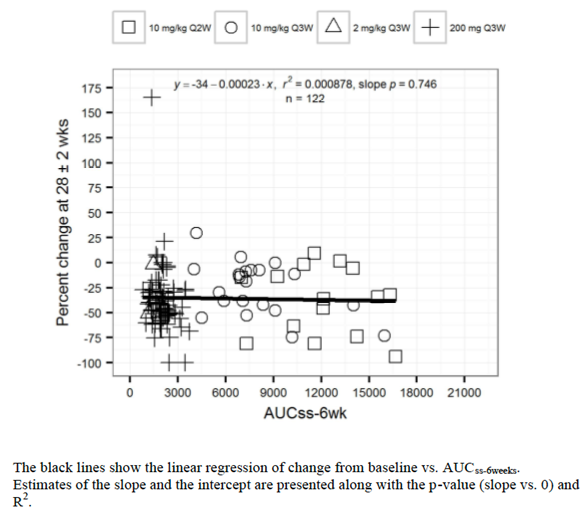 10 mg/kg Q2W 10 mg/kg Q3W 2 mg/kg Q3W 200 mg Q3W
y = -34 - 0.00023·x, r² = 0.000878, slope p = 0.746
n = 122
Percent change at 28 ± 2 wks
175
150
125
100
75
50
25
0
-25
-50
-75
-100
0 3000 6000 9000 12000 15000 18000 21000
AUCss-6wk
The black lines show the linear regression of change from baseline vs. AUCss-6weeks.
Estimates of the slope and the intercept are presented along with the p-value (slope vs. 0) and
R².